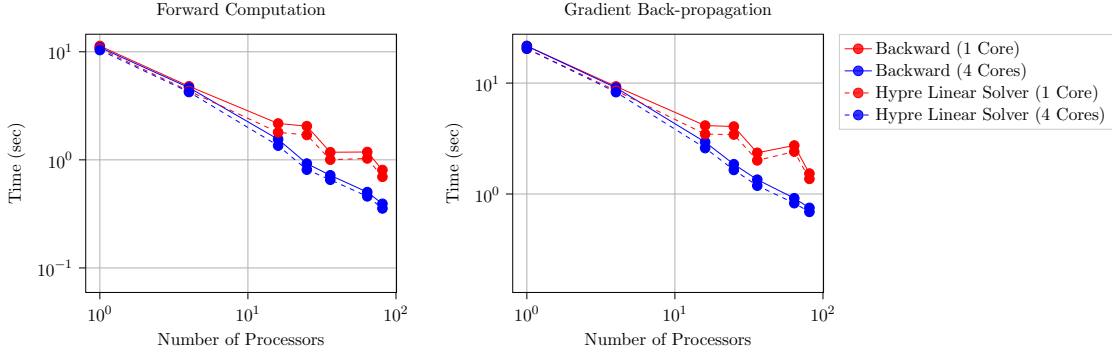 Forward Computation
Time (sec)
10^1
10^0
10^-1
10^0
10^1
10^2
Number of Processors
Gradient Back-propagation
Time (sec)
10^1
10^0
10^0
10^1
10^2
Number of Processors
Backward (1 Core)
Backward (4 Cores)
Hypre Linear Solver (1 Core)
Hypre Linear Solver (4 Cores)